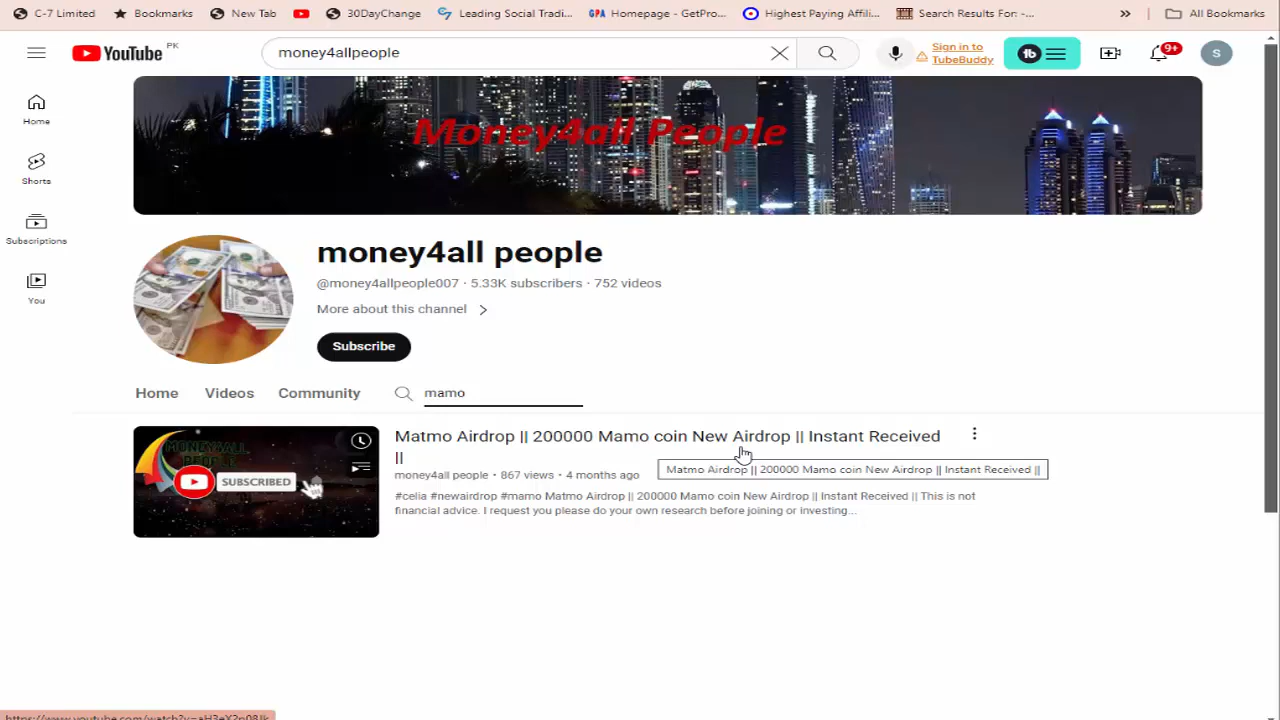 C-7 Limited Bookmarks New Tab 30DayChange Leading Social Tradi... GPA Homepage - GetPro... Highest Paying Affili... Search Results For: -... » All Bookmarks
YouTube PK
money4allpeople
Sign in to
TubeBuddy
tb
9+
S
Home
Shorts
Subscriptions
You
Money4all People
money4all people
@money4allpeople007 · 5.33K subscribers · 752 videos
More about this channel
Subscribe
Home Videos Community mamo
MONEY4ALL
PEOPLE
SUBSCRIBED
Matmo Airdrop || 200000 Mamo coin New Airdrop || Instant Received
||
money4all people · 867 views · 4 months ago
Matmo Airdrop || 200000 Mamo coin New Airdrop || Instant Received ||
#celia #newairdrop #mamo Matmo Airdrop || 200000 Mamo coin New Airdrop || Instant Received || This is not
financial advice. I request you please do your own research before joining or investing...